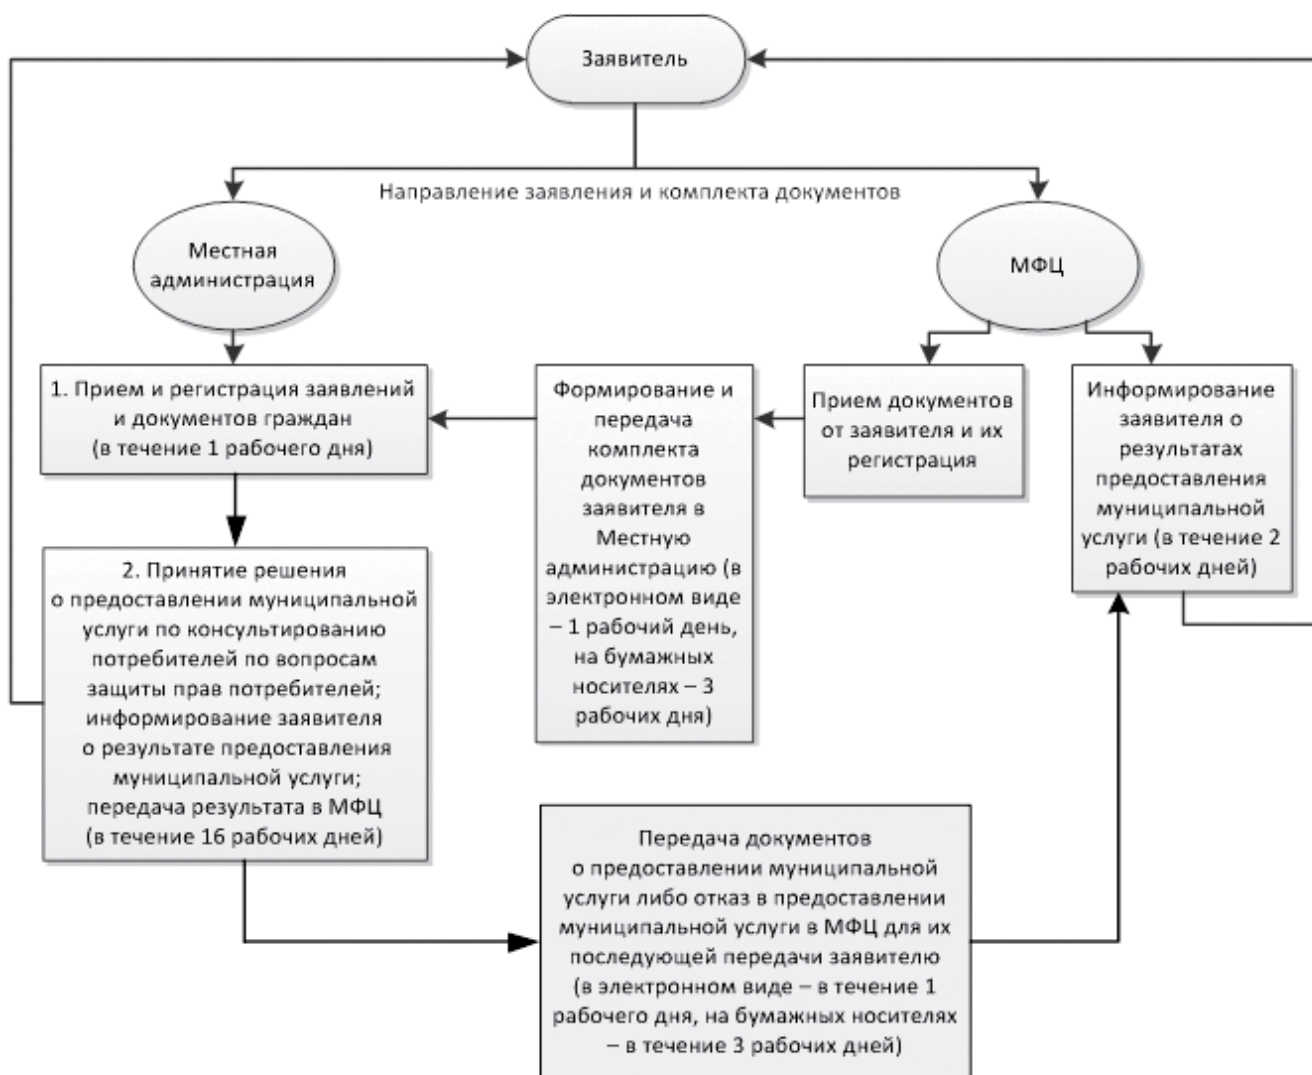 Заявитель
Направление заявления и комплекта документов
Местная
администрация
МФЦ
1. Прием и регистрация заявлений
и документов граждан
(в течение 1 рабочего дня)
Формирование и
передача
комплекта
документов
заявителя в
Местную
администрацию (в
электронном виде
– 1 рабочий день,
на бумажных
носителях – 3
рабочих дня)
Прием документов
от заявителя и их
регистрация
Информирование
заявителя о
результатах
предоставления
муниципальной
услуги (в течение 2
рабочих дней)
2. Принятие решения
о предоставлении муниципальной
услуги по консультированию
потребителей по вопросам
защиты прав потребителей;
информирование заявителя
о результате предоставления
муниципальной услуги;
передача результата в МФЦ
(в течение 16 рабочих дней)
Передача документов
о предоставлении муниципальной
услуги либо отказ в предоставлении
муниципальной услуги в МФЦ для их
последующей передачи заявителю
(в электронном виде – в течение 1
рабочего дня, на бумажных носителях
– в течение 3 рабочих дней)